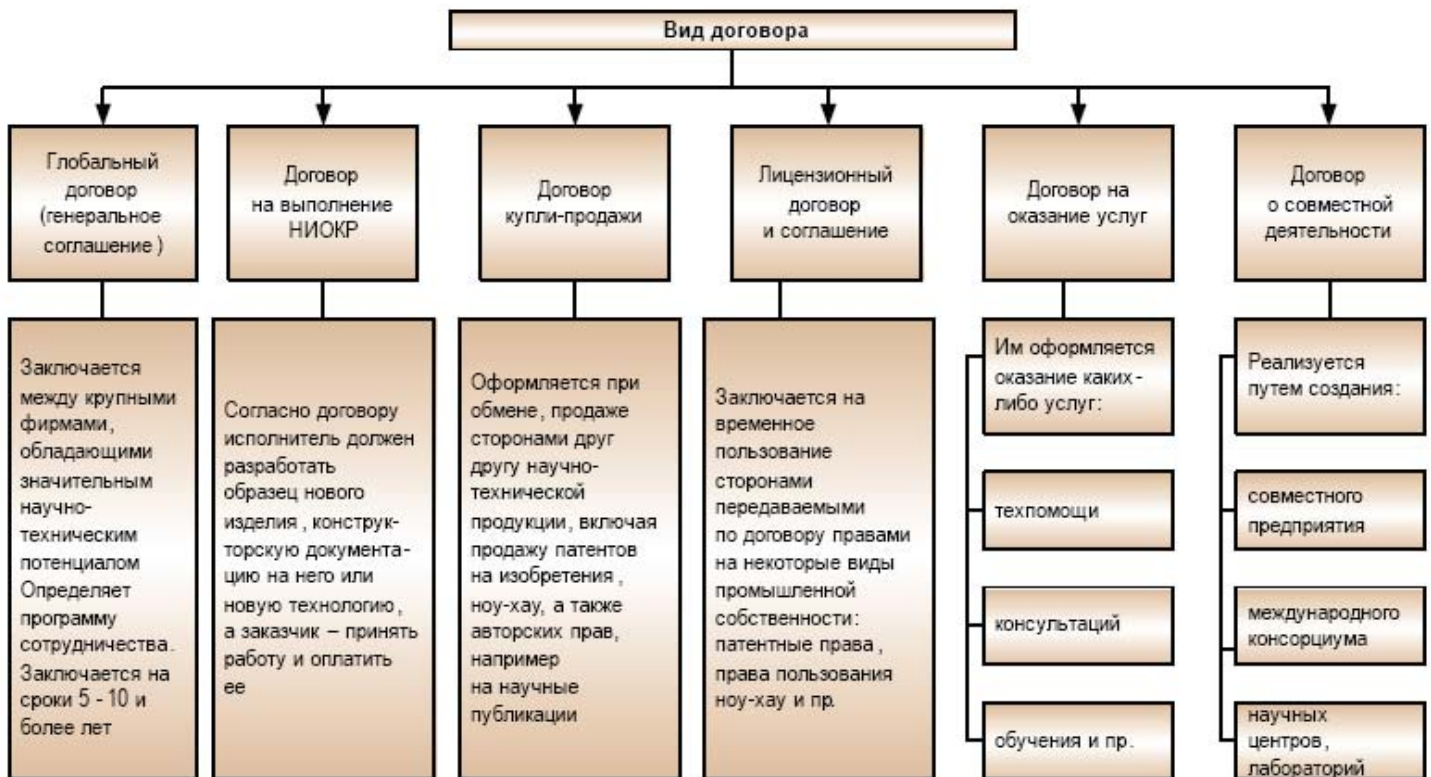 Вид договора
Глобальный
договор
(генеральное
соглашение )
Договор
на выполнение
НИОКР
Договор
купли-продажи
Лицензионный
договор
и соглашение
Договор на
оказание услуг
Договор
о совместной
деятельности
Заключается
между крупными
фирмами,
обладающими
значительным
научно-
техническим
потенциалом
Определяет
программу
сотрудничества.
Заключается на
сроки 5 - 10 и
более лет
Согласно договору
исполнитель должен
разработать
образец нового
изделия , конструк-
торскую документа-
цию на него или
новую технологию ,
а заказчик – принять
работу и оплатить
ее
Оформляется при
обмене, продаже
сторонами друг
другу научно-
технической
продукции, включая
продажу патентов
на изобретения ,
ноу-хау, а также
авторских прав,
например
на научные
публикации
Заключается на
временное
пользование
сторонами
передаваемыми
по договору правами
на некоторые виды
промышленной
собственности:
патентные права ,
права пользования
ноу-хау и пр.
Им оформляется
оказание каких-
либо услуг:
техпомощи
консультаций
обучения и пр.
Реализуется
путем создания:
совместного
предприятия
международного
консорциума
научных
центров,
лабораторий